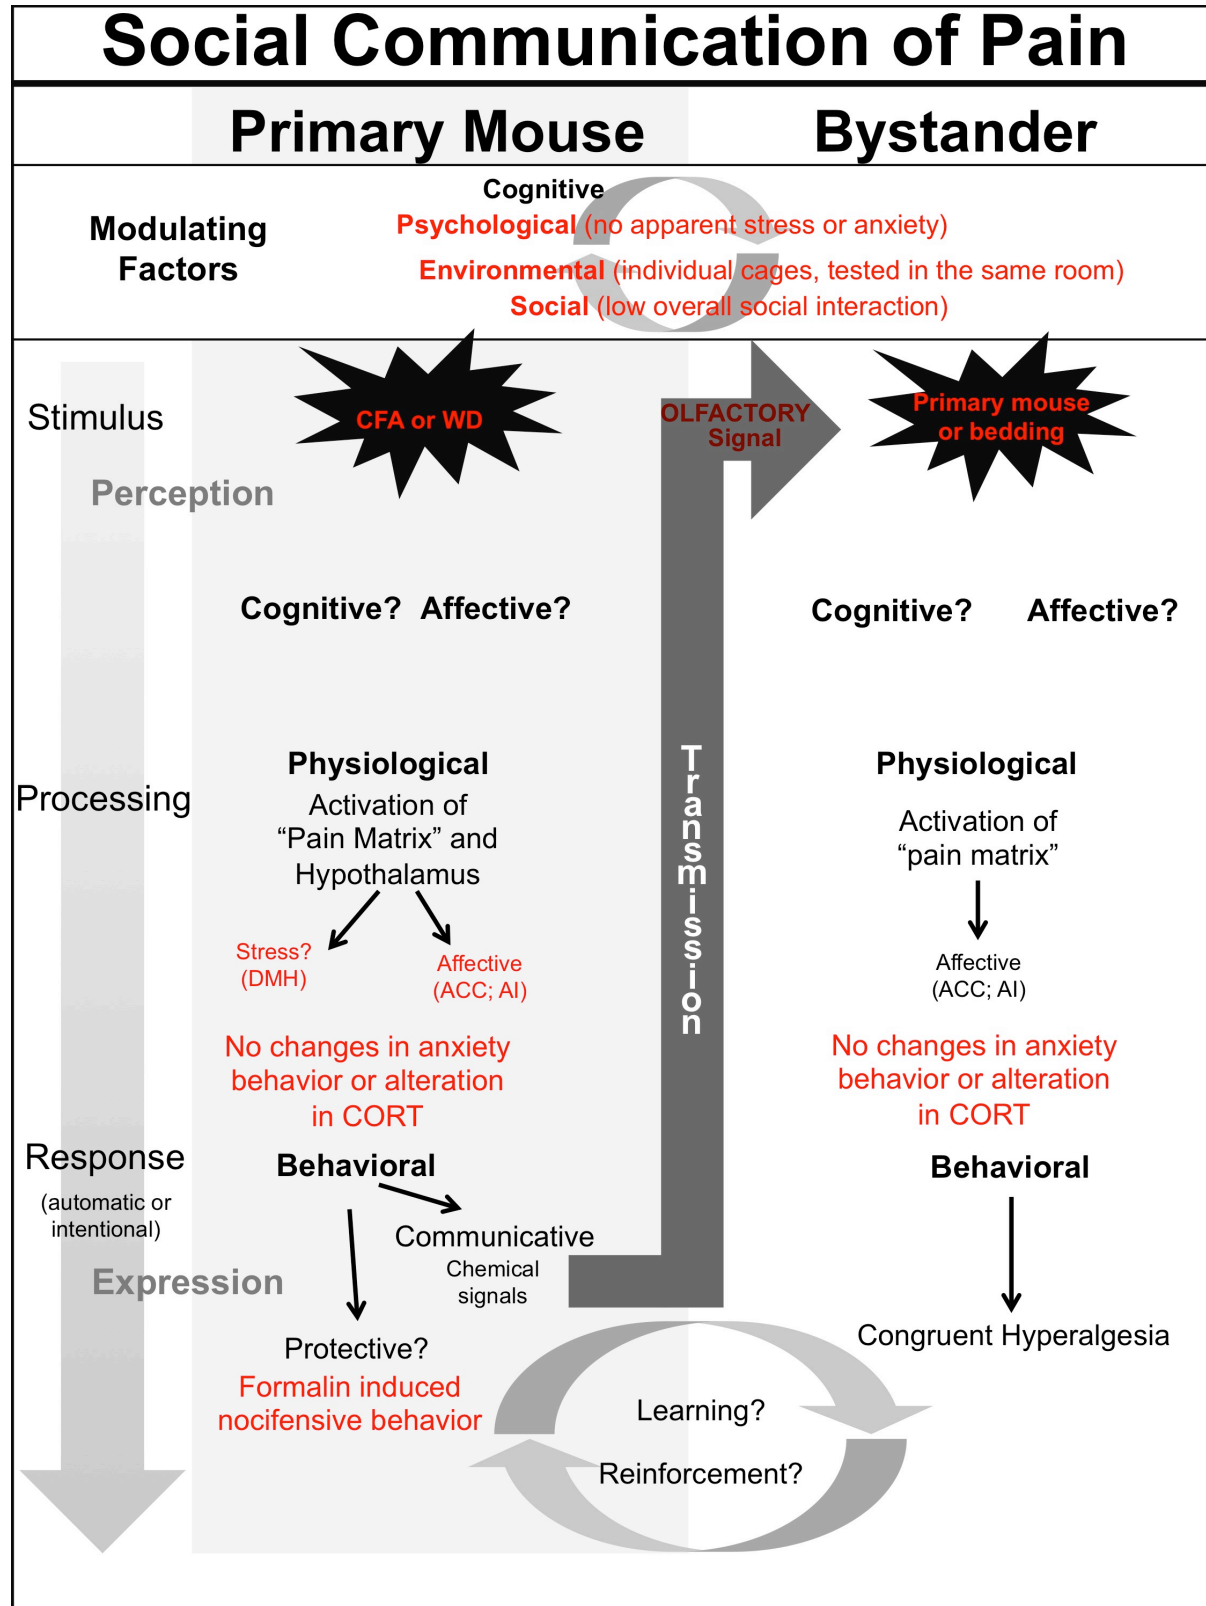 Social Communication of Pain
Primary Mouse
Bystander
Modulating
Factors
Cognitive
Psychological (no apparent stress or anxiety)
Environmental (individual cages, tested in the same room)
Social (low overall social interaction)
Stimulus
CFA or WD
OLFACTORY
Signal
Primary mouse
or bedding
Perception
Cognitive? Affective?
Cognitive? Affective?
Transmission
Processing
Physiological
Activation of
“Pain Matrix” and
Hypothalamus
Physiological
Activation of
“pain matrix”
Stress?
(DMH)
Affective
(ACC; AI)
Affective
(ACC; AI)
No changes in anxiety
behavior or alteration
in CORT
No changes in anxiety
behavior or alteration
in CORT
Response
(automatic or
intentional)
Behavioral
Behavioral
Communicative
Chemical
signals
Expression
Protective?
Formalin induced
nocifensive behavior
Congruent Hyperalgesia
Learning?
Reinforcement?